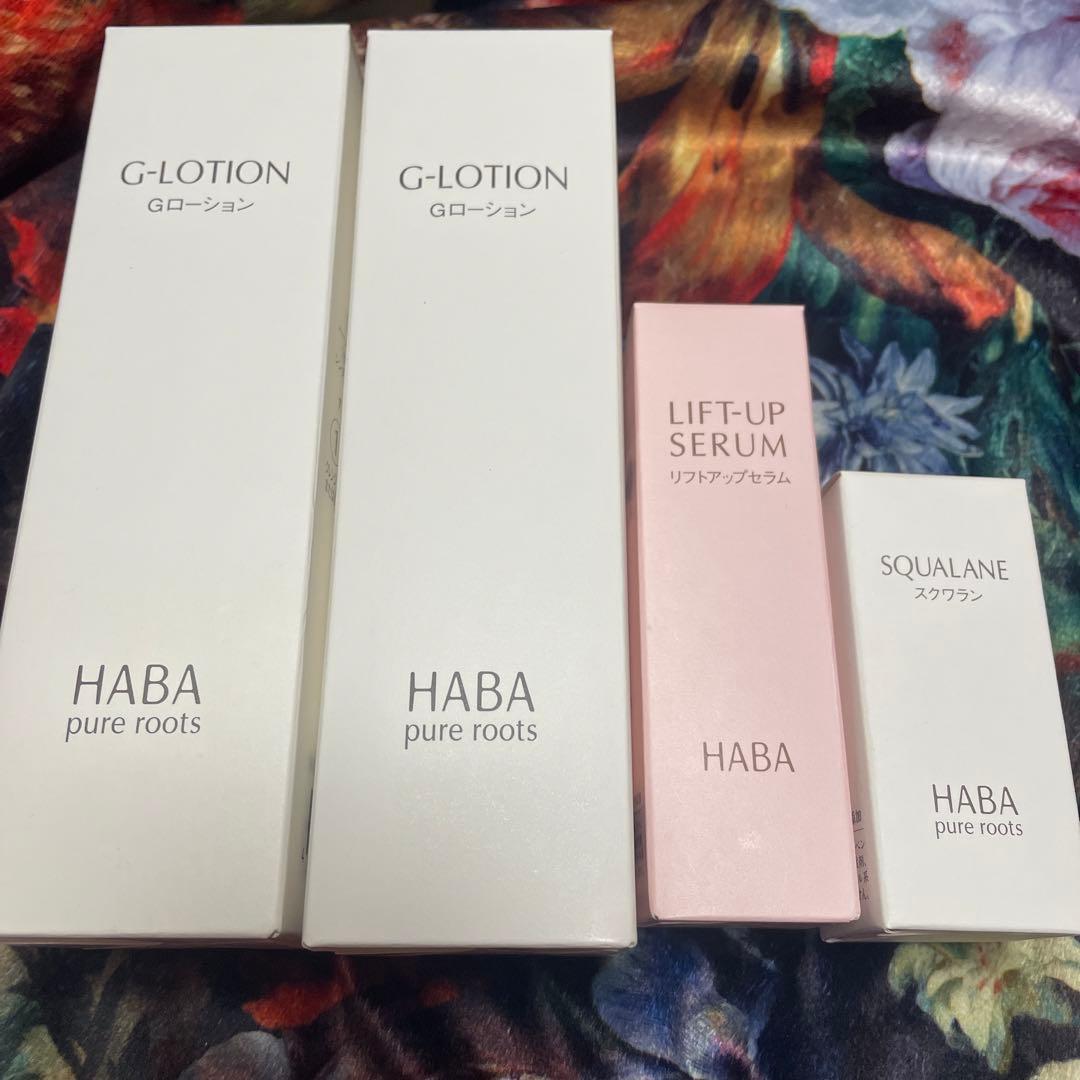 G-LOTION
Gローション
HABA
pure roots
G-LOTION
Gローション
HABA
pure roots
LIFT-UP
SERUM
リフトアップセラム
HABA
SQUALANE
スクワラン
HABA
pure roots